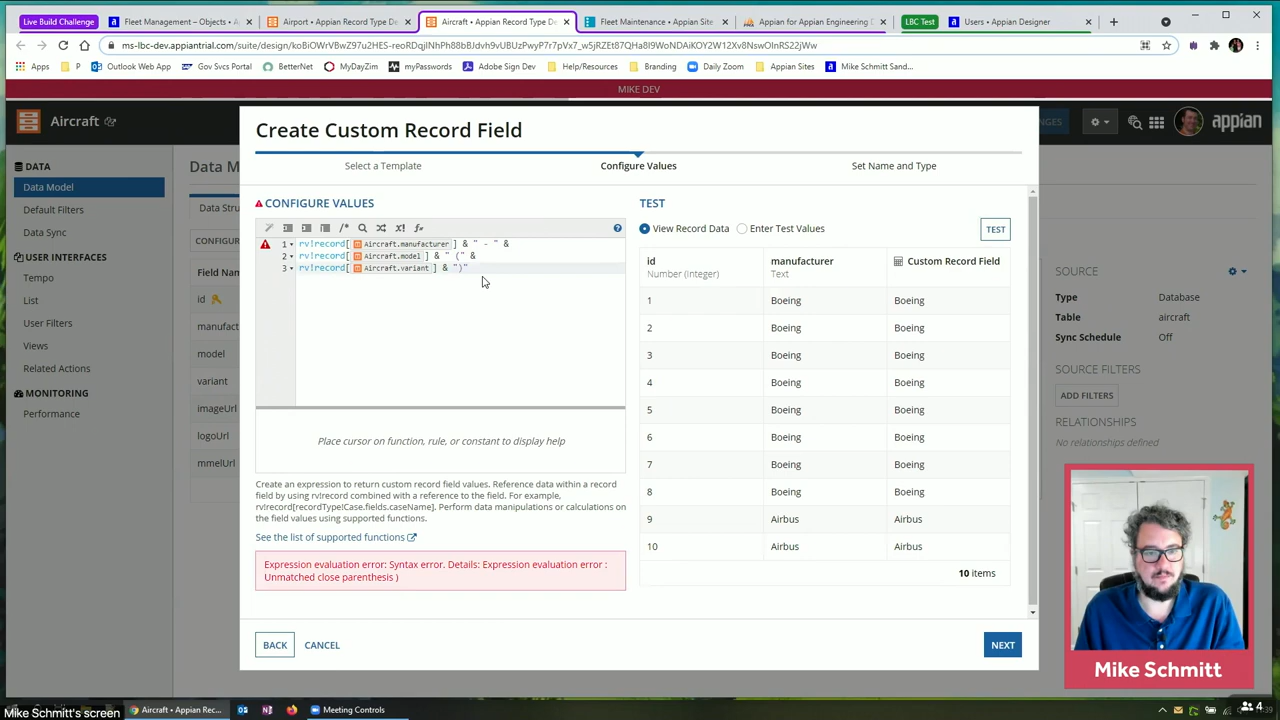 Live Build Challenge
Fleet Management – Objects •
Airport • Appian Record Type De
Aircraft • Appian Record Type De
Fleet Maintenance • Appian Site
Appian for Appian Engineering D
LBC Test
Users • Appian Designer
Apps
P
Outlook Web App
Gov Svcs Portal
BetterNet
MyDayZim
myPasswords
Adobe Sign Dev
Help/Resources
Branding
Daily Zoom
Appian Sites
Mike Schmitt Sand...
MIKE DEV
Aircraft
appian
DATA
Data Model
Default Filters
Data Sync
USER INTERFACES
Tempo
List
User Filters
Views
Related Actions
MONITORING
Performance
Data M
Data Stru
CONFIGURE
Field Na
id
manufact
model
variant
imageUrl
logoUrl
mmelUrl
Create Custom Record Field
Select a Template
Configure Values
Set Name and Type
CONFIGURE VALUES
1 rv!record[ Aircraft.manufacturer ] & " - " &
2 rv!record[ Aircraft.model ] & " (" &
3 rv!record[ Aircraft.variant ] & ")"
Place cursor on function, rule, or constant to display help
Create an expression to return custom record field values. Reference data within a record
field by using rv!record combined with a reference to the field. For example,
rv!record[recordType!Case.fields.caseName]. Perform data manipulations or calculations on
the field values using supported functions.
See the list of supported functions
Expression evaluation error: Syntax error. Details: Expression evaluation error :
Unmatched close parenthesis )
TEST
View Record Data
Enter Test Values
TEST
id
Number (Integer)
manufacturer
Text
Custom Record Field
1 Boeing Boeing
2 Boeing Boeing
3 Boeing Boeing
4 Boeing Boeing
5 Boeing Boeing
6 Boeing Boeing
7 Boeing Boeing
8 Boeing Boeing
9 Airbus Airbus
10 Airbus Airbus
10 items
BACK
CANCEL
NEXT
NGES
SOURCE
Type Database
Table aircraft
Sync Schedule Off
SOURCE FILTERS
ADD FILTERS
RELATIONSHIPS
No relationships defined
Mike Schmitt
Mike Schmitt's screen
Aircraft • Appian Rec...
Meeting Controls
4